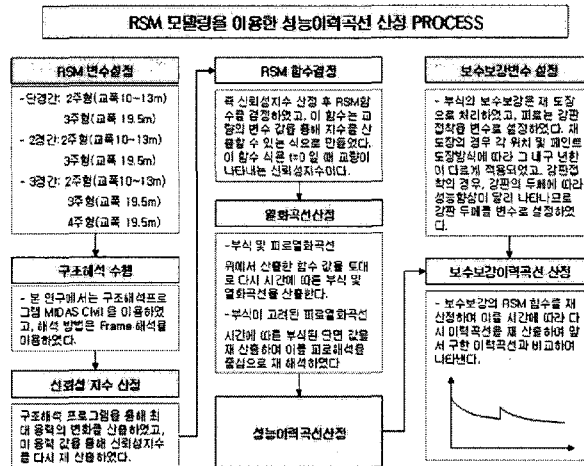 RSM 모델링을 이용한 성능이력곡선 산정 PROCESS
RSM 변수설정
-단경간: 2주형(교폭10~13m)
3주형(교폭 19.5m)
- 2경간: 2주형(교폭10~13m)
3주형(교폭 19.5m)
- 3경간: 2주형(교폭10~13m)
3주형(교폭 19.5m)
4주형(교폭 19.5m)
구조해석 수행
- 본 연구에서는 구조해석프로
그램 MIDAS Civil 을 이용하였
고, 해석 방법은 Frame 해석을
이용하였다.
신뢰성 지수 산정
구조해석 프로그램을 통해 최
대 응력의 변화를 산출하였고,
이 응력 값을 통해 신뢰성지수
를 다시 재 산출하였다.
RSM 함수결정
즉 신뢰성지수 산정 후 RSM함
수를 결정하였고, 이 함수는 교
량의 변수 값을 통해 지수를 산
출할 수 있는 식으로 만들었다.
이 함수 식은 t=0 일 때 교량이
나타내는 신뢰성지수이다.
열화곡선산정
-부식 및 피로열화곡선
위에서 산출한 함수 값을 토대
로 다시 시간에 따른 부식 및
열화곡선을 산출한다.
-부식이 고려된 피로열화곡선
시간에 따른 부식된 단면 값을
재 산출하여 이를 피로해석을
중심으로 재 해석하였다
성능이력곡선산정
보수보강변수 설정
- 부식의 보수보강은 재 도장
으로 처리하였고, 피로는 강판
접착을 변수로 설정하였다. 재
도장의 경우 각 위치 및 페인트
도장방식에 따라 그 내구 년한
이 다르게 적용되었고, 강판접
착의 경우, 강판의 두께에 따라
성능향상이 달리 나타나므로
강판 두께를 변수로 설정하였
다.
보수보강이력곡선 산정
- 보수보강의 RSM 함수를 재
산정하여 이를 시간에 따라 다
시 이력곡선을 재 산출하여 앞
서 구한 이력곡선과 비교하여
나타낸다.